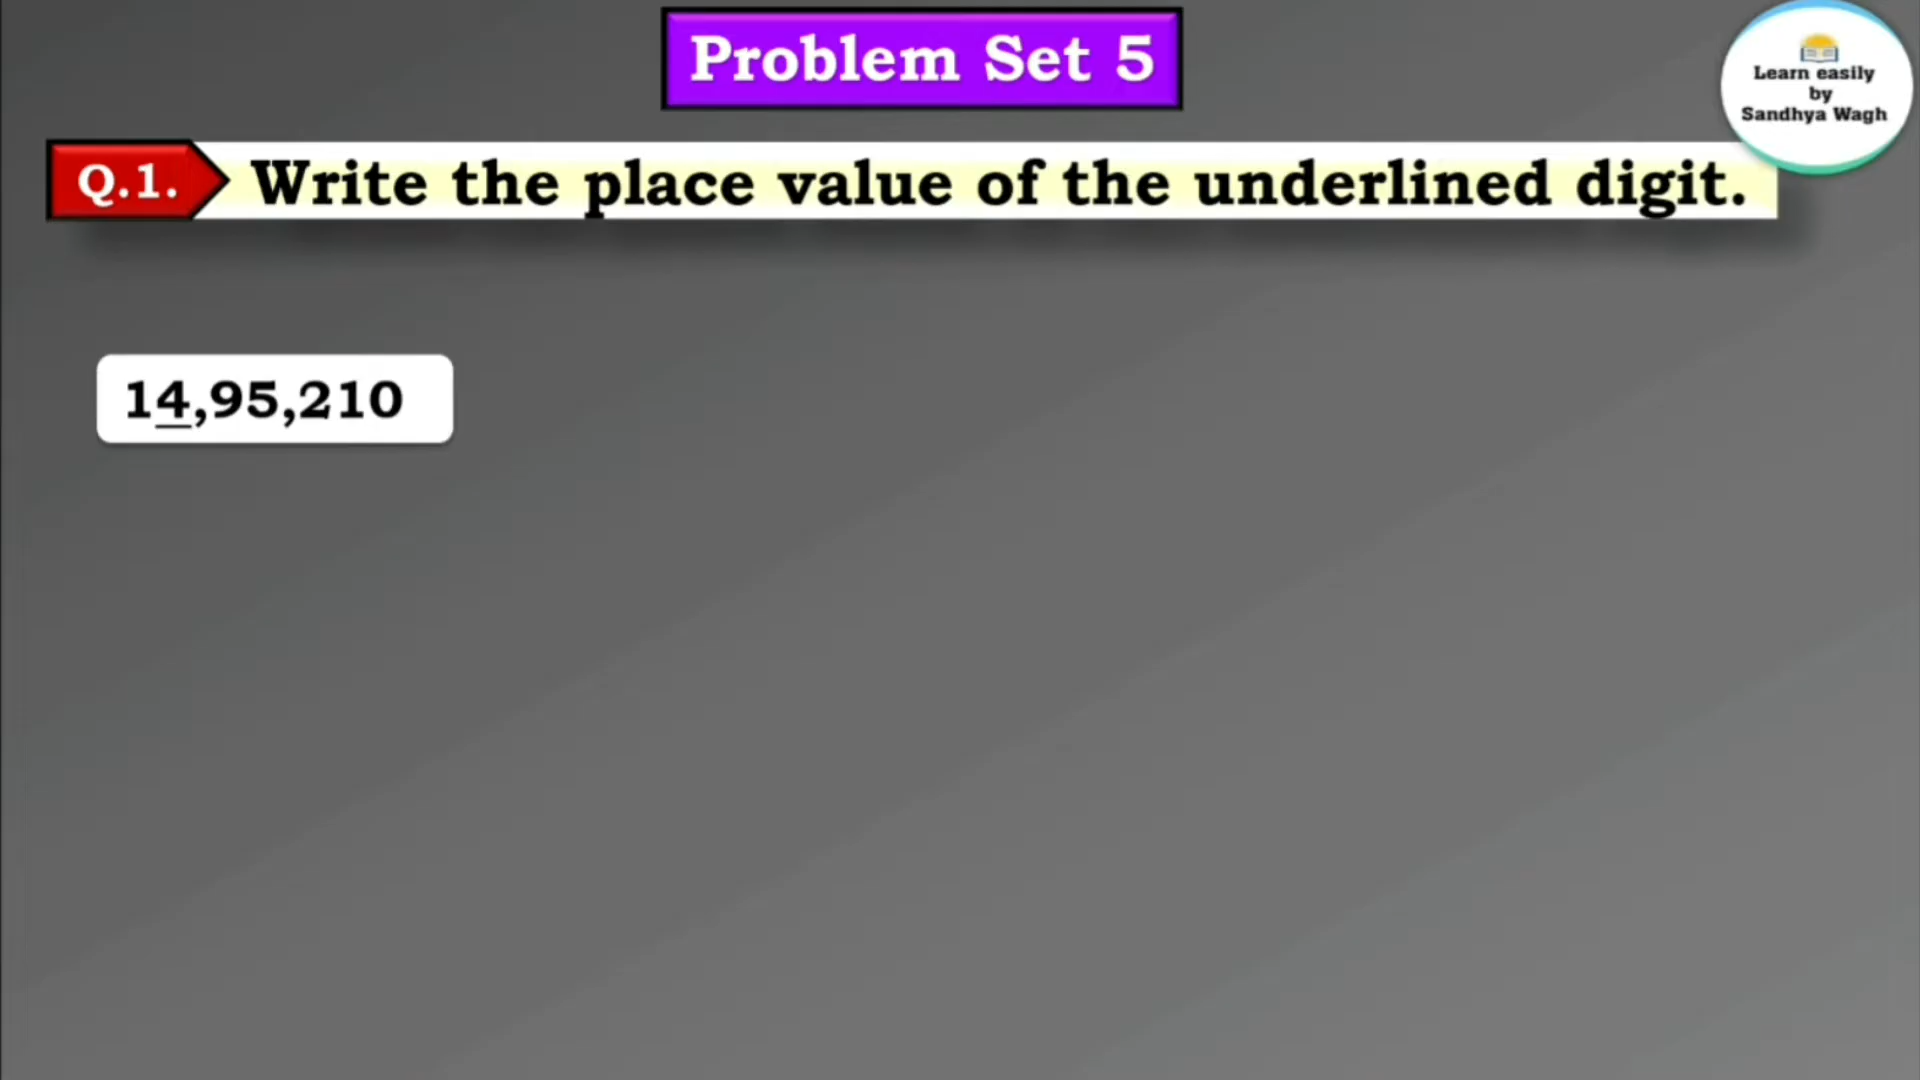 Problem Set 5
Learn easily
by
Sandhya Wagh
Q.1. Write the place value of the underlined digit.
14,95,210